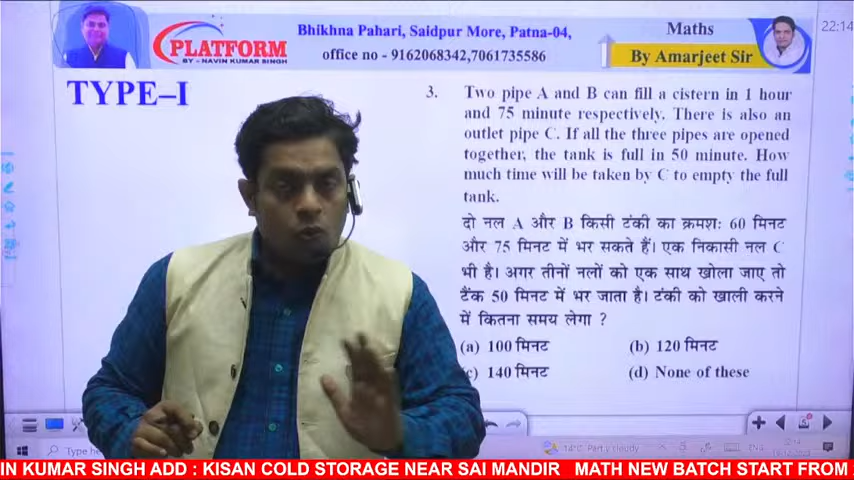 Bhikhna Pahari, Saidpur More, Patna-04,
office no - 9162068342,7061735586
PLATFORM
BY - NAVIN KUMAR SINGH
Maths
By Amarjeet Sir
22:14
TYPE–I
3. Two pipe A and B can fill a cistern in 1 hour
and 75 minute respectively. There is also an
outlet pipe C. If all the three pipes are opened
together, the tank is full in 50 minute. How
much time will be taken by C to empty the full
tank.
दो नल A और B किसी टंकी का क्रमशः 60 मिनट
और 75 मिनट में भर सकते हैं। एक निकासी नल C
भी है। अगर तीनों नलों को एक साथ खोला जाए तो
टैंक 50 मिनट में भर जाता है। टंकी को खाली करने
में कितना समय लेगा ?
(a) 100 मिनट (b) 120 मिनट
c) 140 मिनट (d) None of these
Type he
14°C Partly cloudy
ENG
IN KUMAR SINGH ADD : KISAN COLD STORAGE NEAR SAI MANDIR MATH NEW BATCH START FROM